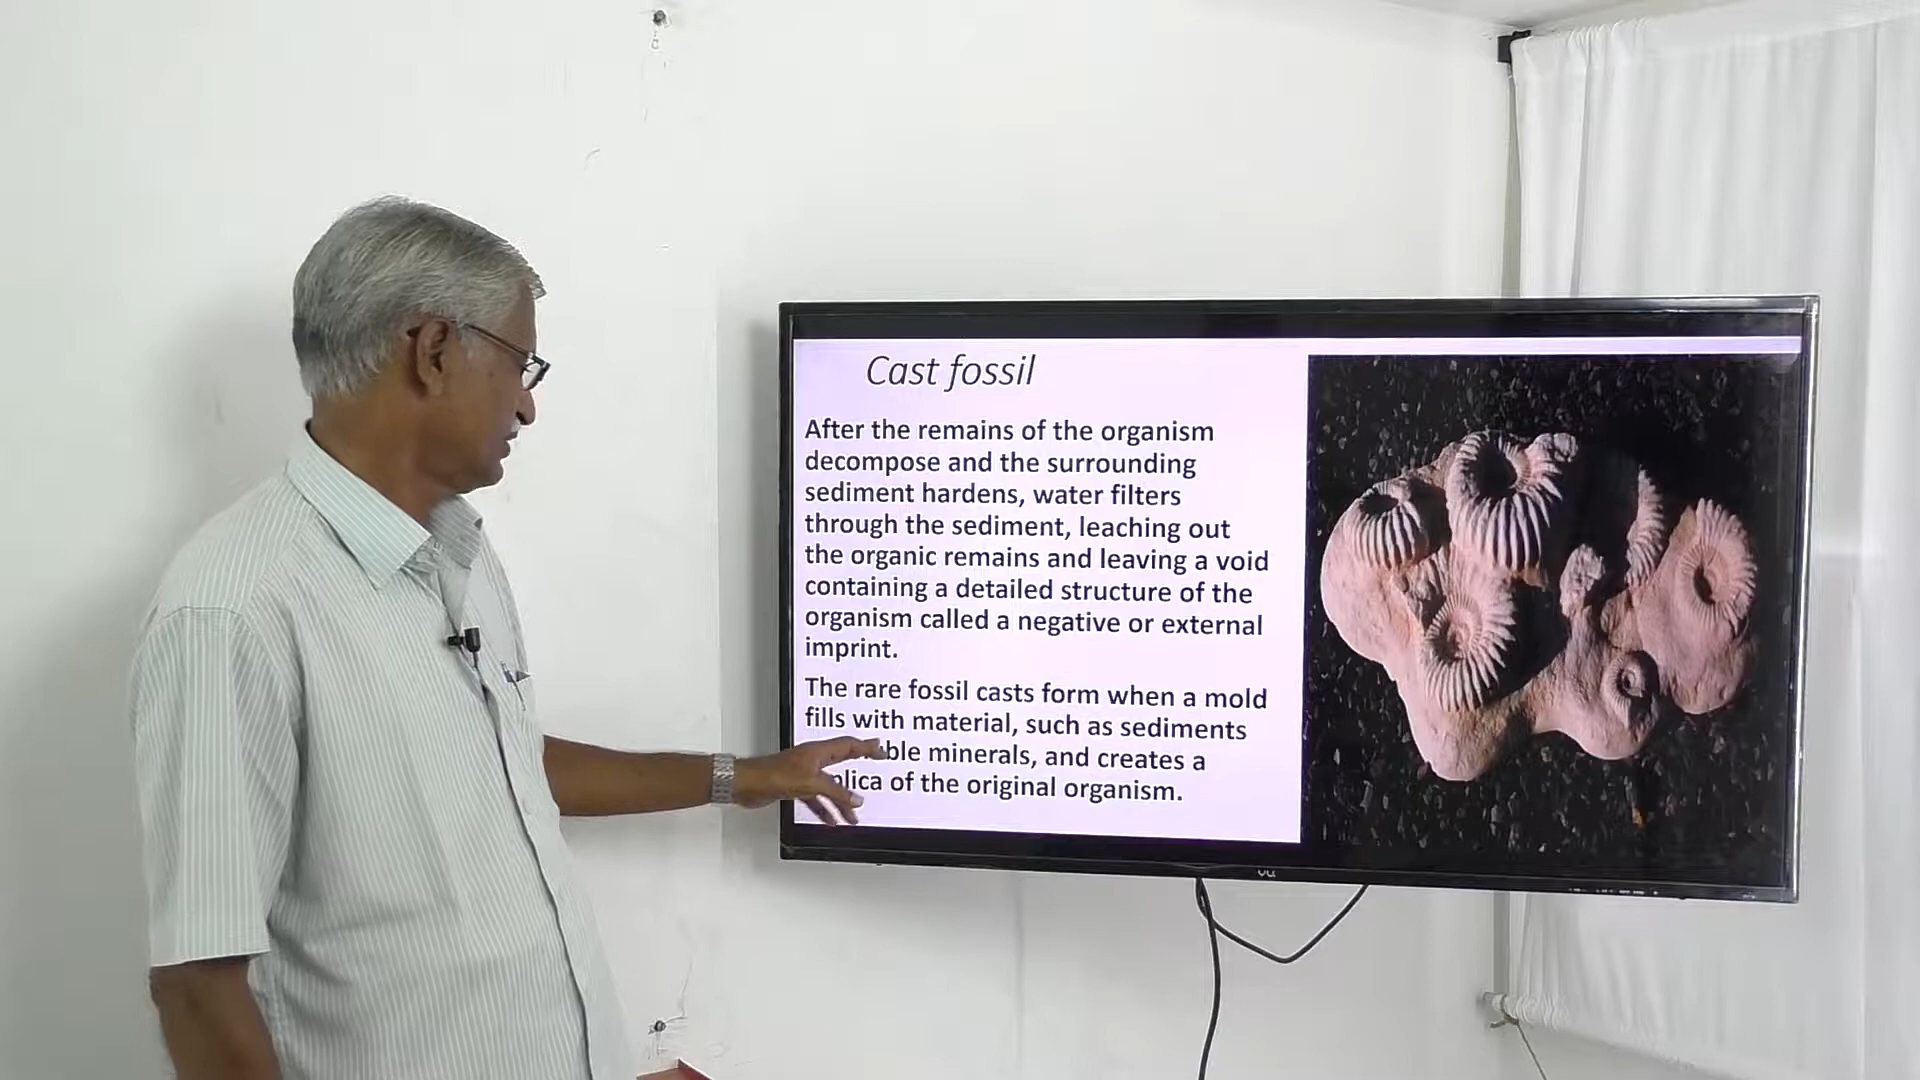 Cast fossil
After the remains of the organism
decompose and the surrounding
sediment hardens, water filters
through the sediment, leaching out
the organic remains and leaving a void
containing a detailed structure of the
organism called a negative or external
imprint.
The rare fossil casts form when a mold
fills with material, such as sediments
minerals, and creates a
of the original organism.